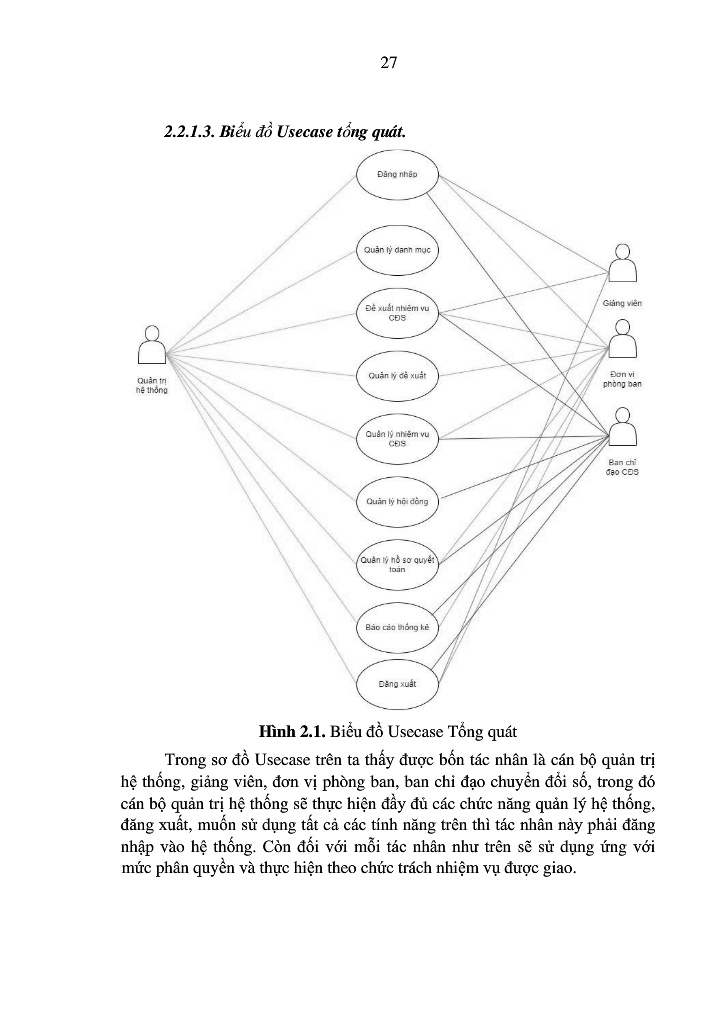 27
2.2.1.3. Biểu đồ Usecase tổng quát.
Đăng nhâp
Quản lý danh mục
Đề xuất nhiệm vụ
CĐS
Quản lý đề xuất
Quản lý nhiệm vụ
CĐS
Quản lý hội đồng
Quản lý hồ sơ quyết
toán
Báo cáo thống kê
Đăng xuất
Quản trị
hệ thống
Giảng viên
Đơn vị
phòng ban
Ban chỉ
đạo CĐS
Hình 2.1. Biểu đồ Usecase Tổng quát
Trong sơ đồ Usecase trên ta thấy được bốn tác nhân là cán bộ quản trị
hệ thống, giảng viên, đơn vị phòng ban, ban chỉ đạo chuyển đổi số, trong đó
cán bộ quản trị hệ thống sẽ thực hiện đầy đủ các chức năng quản lý hệ thống,
đăng xuất, muốn sử dụng tất cả các tính năng trên thì tác nhân này phải đăng
nhập vào hệ thống. Còn đối với mỗi tác nhân như trên sẽ sử dụng ứng với
mức phân quyền và thực hiện theo chức trách nhiệm vụ được giao.